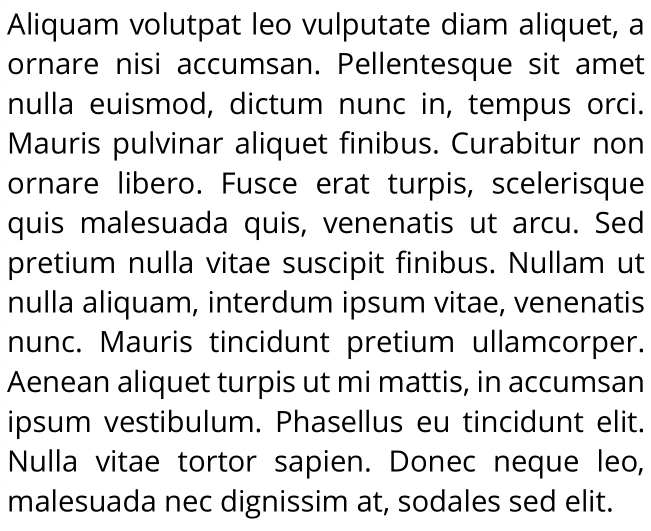 Aliquam volutpat leo vulputate diam aliquet, a
ornare nisi accumsan. Pellentesque sit amet
nulla euismod, dictum nunc in, tempus orci.
Mauris pulvinar aliquet finibus. Curabitur non
ornare libero. Fusce erat turpis, scelerisque
quis malesuada quis, venenatis ut arcu. Sed
pretium nulla vitae suscipit finibus. Nullam ut
nulla aliquam, interdum ipsum vitae, venenatis
nunc. Mauris tincidunt pretium ullamcorper.
Aenean aliquet turpis ut mi mattis, in accumsan
ipsum vestibulum. Phasellus eu tincidunt elit.
Nulla vitae tortor sapien. Donec neque leo,
malesuada nec dignissim at, sodales sed elit.